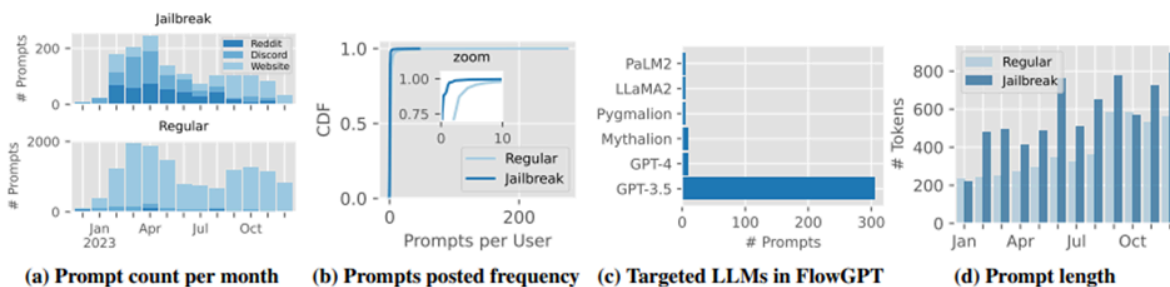 Jailbreak
# Prompts
200
0
Reddit
Discord
Website
Regular
# Prompts
2000
0
Jan
2023
Apr
Jul
Oct
(a) Prompt count per month
CDF
1.0
0.5
0.0
zoom
1.00
0.75
0
10
Regular
Jailbreak
0
200
Prompts per User
(b) Prompts posted frequency
PaLM2
LLaMA2
Pygmalion
Mythalion
GPT-4
GPT-3.5
0
100
200
300
# Prompts
(c) Targeted LLMs in FlowGPT
# Tokens
800
600
400
200
0
Regular
Jailbreak
Jan
Apr
Jul
Oct
(d) Prompt length